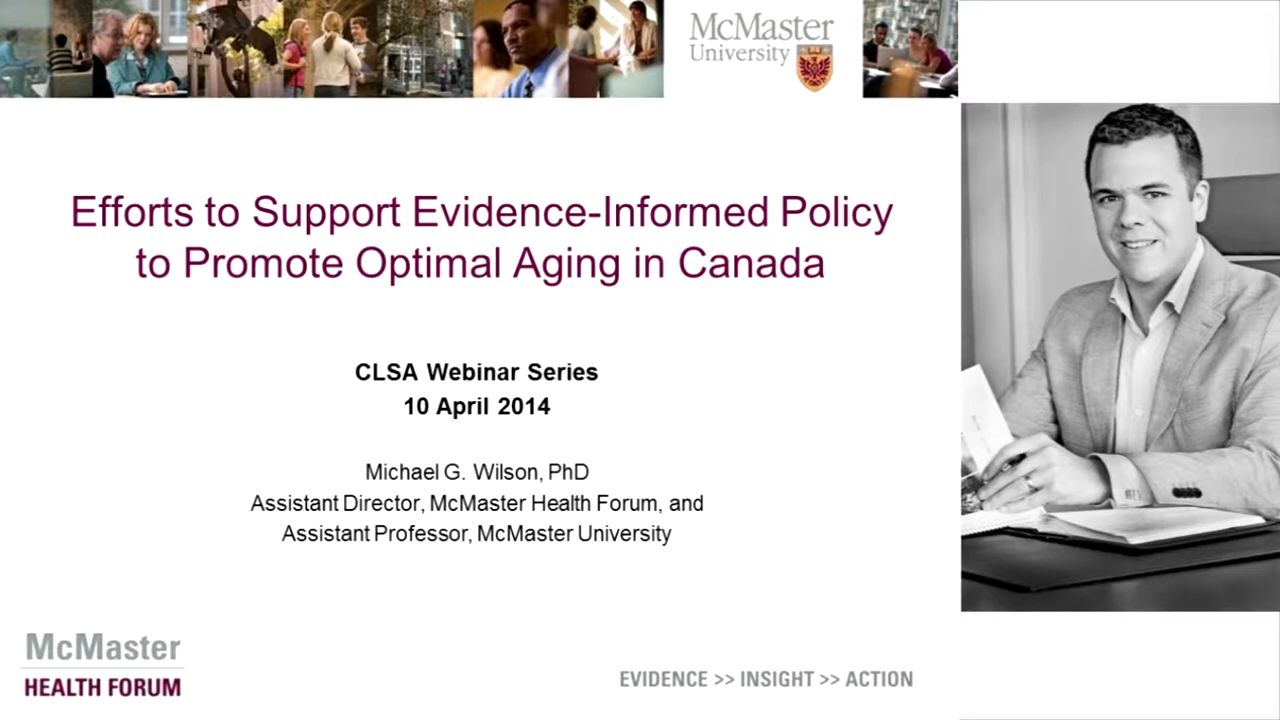 McMaster
University
Efforts to Support Evidence-Informed Policy
to Promote Optimal Aging in Canada
CLSA Webinar Series
10 April 2014
Michael G. Wilson, PhD
Assistant Director, McMaster Health Forum, and
Assistant Professor, McMaster University
McMaster
HEALTH FORUM
EVIDENCE >> INSIGHT >> ACTION